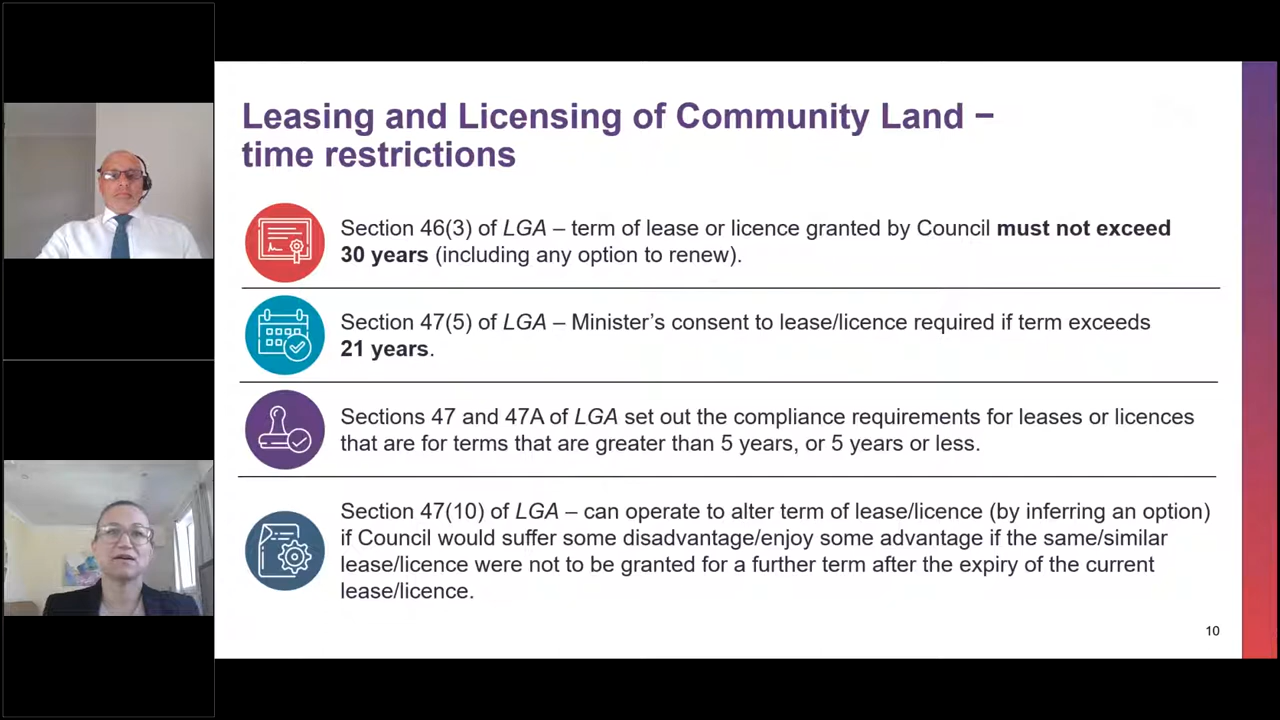 Leasing and Licensing of Community Land –
time restrictions
Section 46(3) of LGA – term of lease or licence granted by Council must not exceed
30 years (including any option to renew).
Section 47(5) of LGA – Minister’s consent to lease/licence required if term exceeds
21 years.
Sections 47 and 47A of LGA set out the compliance requirements for leases or licences
that are for terms that are greater than 5 years, or 5 years or less.
Section 47(10) of LGA – can operate to alter term of lease/licence (by inferring an option)
if Council would suffer some disadvantage/enjoy some advantage if the same/similar
lease/licence were not to be granted for a further term after the expiry of the current
lease/licence.
10